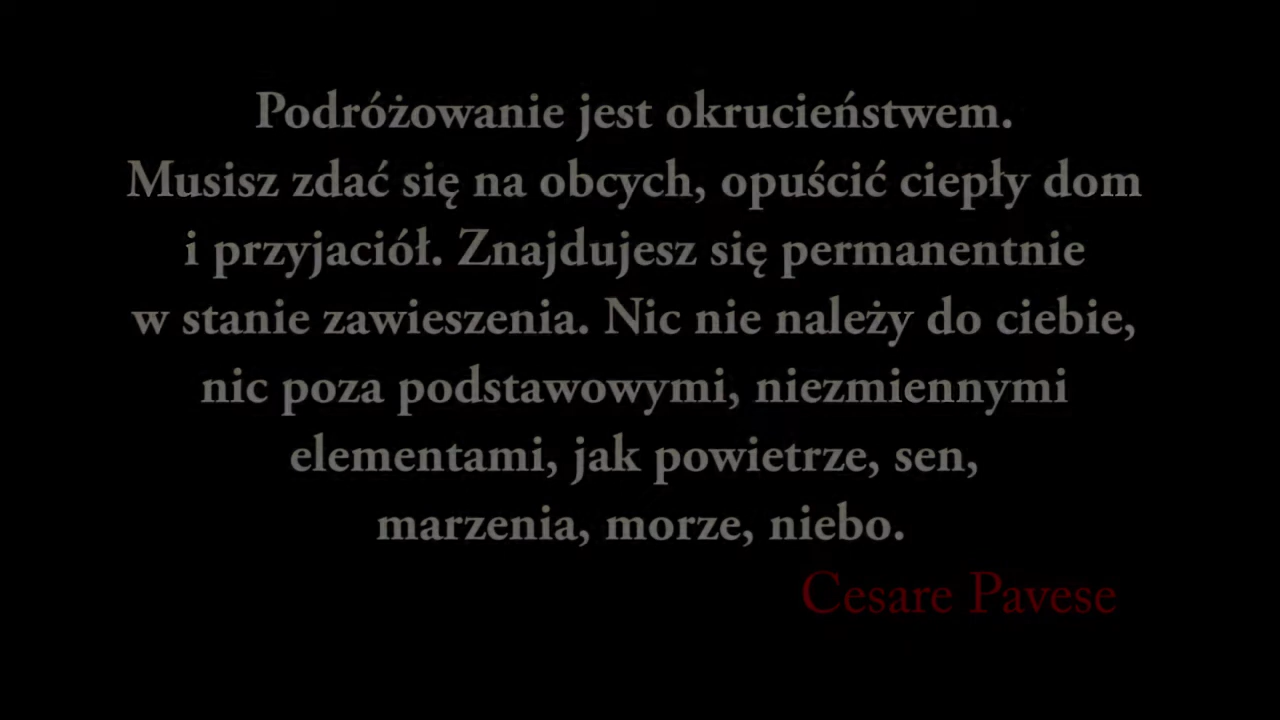 Podróżowanie jest okrucieństwem.
Musisz zdać się na obcych, opuścić ciepły dom
i przyjaciół. Znajdujesz się permanentnie
w stanie zawieszenia. Nic nie należy do ciebie,
nic poza podstawowymi, niezmiennymi
elementami, jak powietrze, sen,
marzenia, morze, niebo.
Cesare Pavese